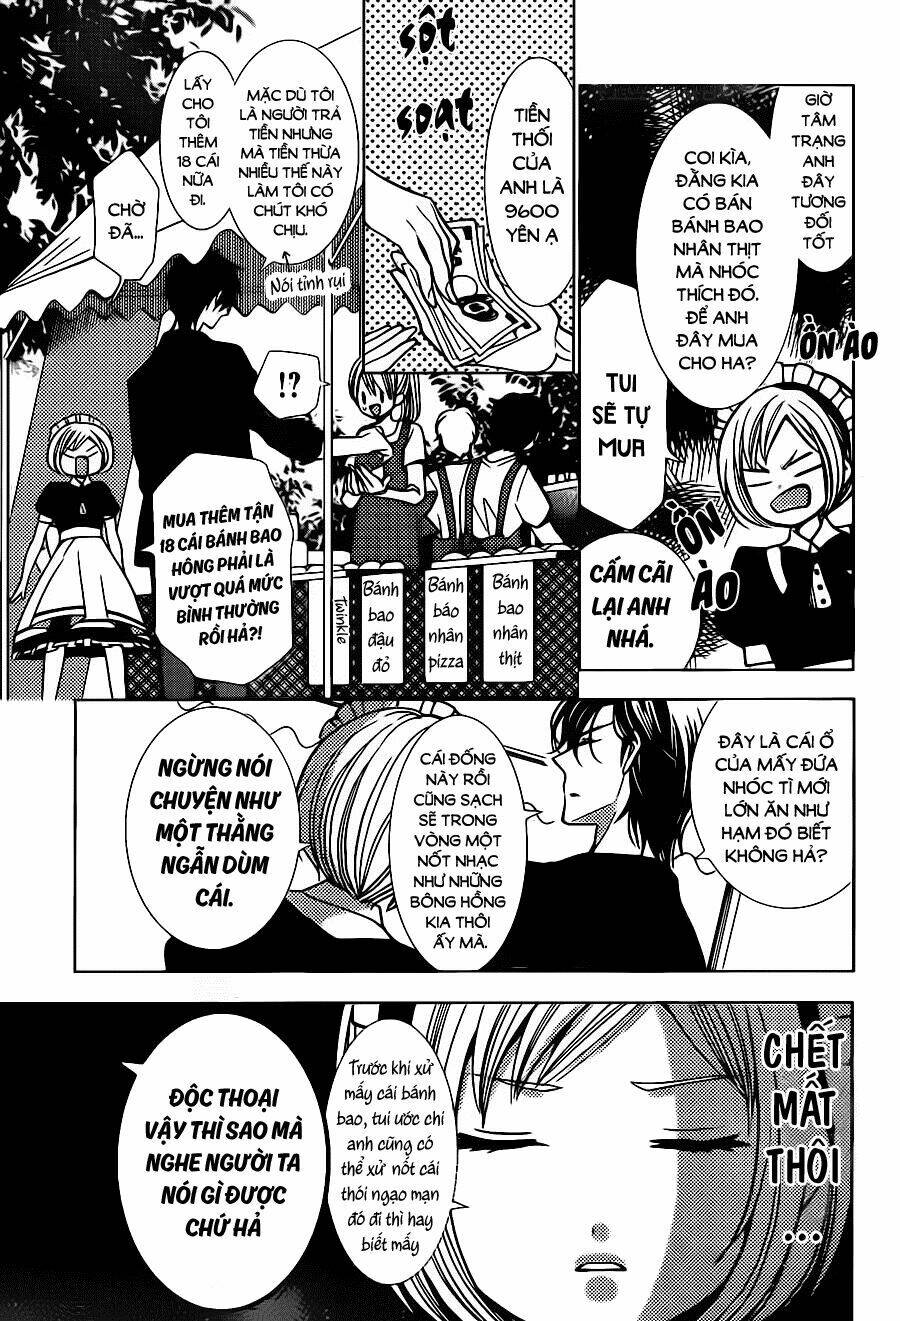 GIỜ
TÂM
TRẠNG
ANH
ĐÂY
TƯƠNG
ĐỐI
TỐT
COI KÌA,
ĐẰNG KIA
CÓ BÁN
BÁNH BAO
NHÂN THỊT
MÀ NHÓC
THÍCH ĐÓ.
ĐỂ ANH
ĐÂY MUA
CHO HA?
ỒN ÀO
TUI
SẼ TỰ
MUA
ỒN
ÀO
CẤM CÃI
LẠI ANH
NHÁ.
sột
soạt
TIỀN
THỐI
CỦA
ANH LÀ
9600
YÊN Ạ
MẶC DÙ TÔI
LÀ NGƯỜI TRẢ
TIỀN NHƯNG
MÀ TIỀN THỪA
NHIỀU THẾ NÀY
LÀM TÔI CÓ
CHÚT KHÓ
CHỊU.
Nói tỉnh rụi
LẤY
CHO
TÔI
THÊM
18 CÁI
NỮA
ĐI.
CHỜ
ĐÃ...
!?
MUA THÊM TẬN
18 CÁI BÁNH BAO
HÔNG PHẢI LÀ
VƯỢT QUÁ MỨC
BÌNH THƯỜNG
RỒI HẢ?!
Twinkle
Bánh
bao
đậu
đỏ
Bánh
báo
nhân
pizza
Bánh
bao
nhân
thịt
ĐÂY LÀ CÁI Ổ
CỦA MẤY ĐỨA
NHÓC TÌ MỚI
LỚN ĂN NHƯ
HẠM ĐÓ BIẾT
KHÔNG HẢ?
CÁI ĐỐNG
NÀY RỒI
CŨNG SẠCH
SẼ TRONG
VÒNG MỘT
NỐT NHẠC
NHƯ NHỮNG
BÔNG HỒNG
KIA THÔI
ẤY MÀ.
NGỪNG NÓI
CHUYỆN NHƯ
MỘT THẰNG
NGẪN DÙM
CÁI.
CHẾT
MẤT
THÔI
...
Trước khi xử
mấy cái bánh
bao, tui ước chi
anh cũng có
thể xử nốt cái
thói ngạo mạn
đó đi thì hay
biết mấy
ĐỘC THOẠI
VẬY THÌ SAO MÀ
NGHE NGƯỜI TA
NÓI GÌ ĐƯỢC
CHỨ HẢ